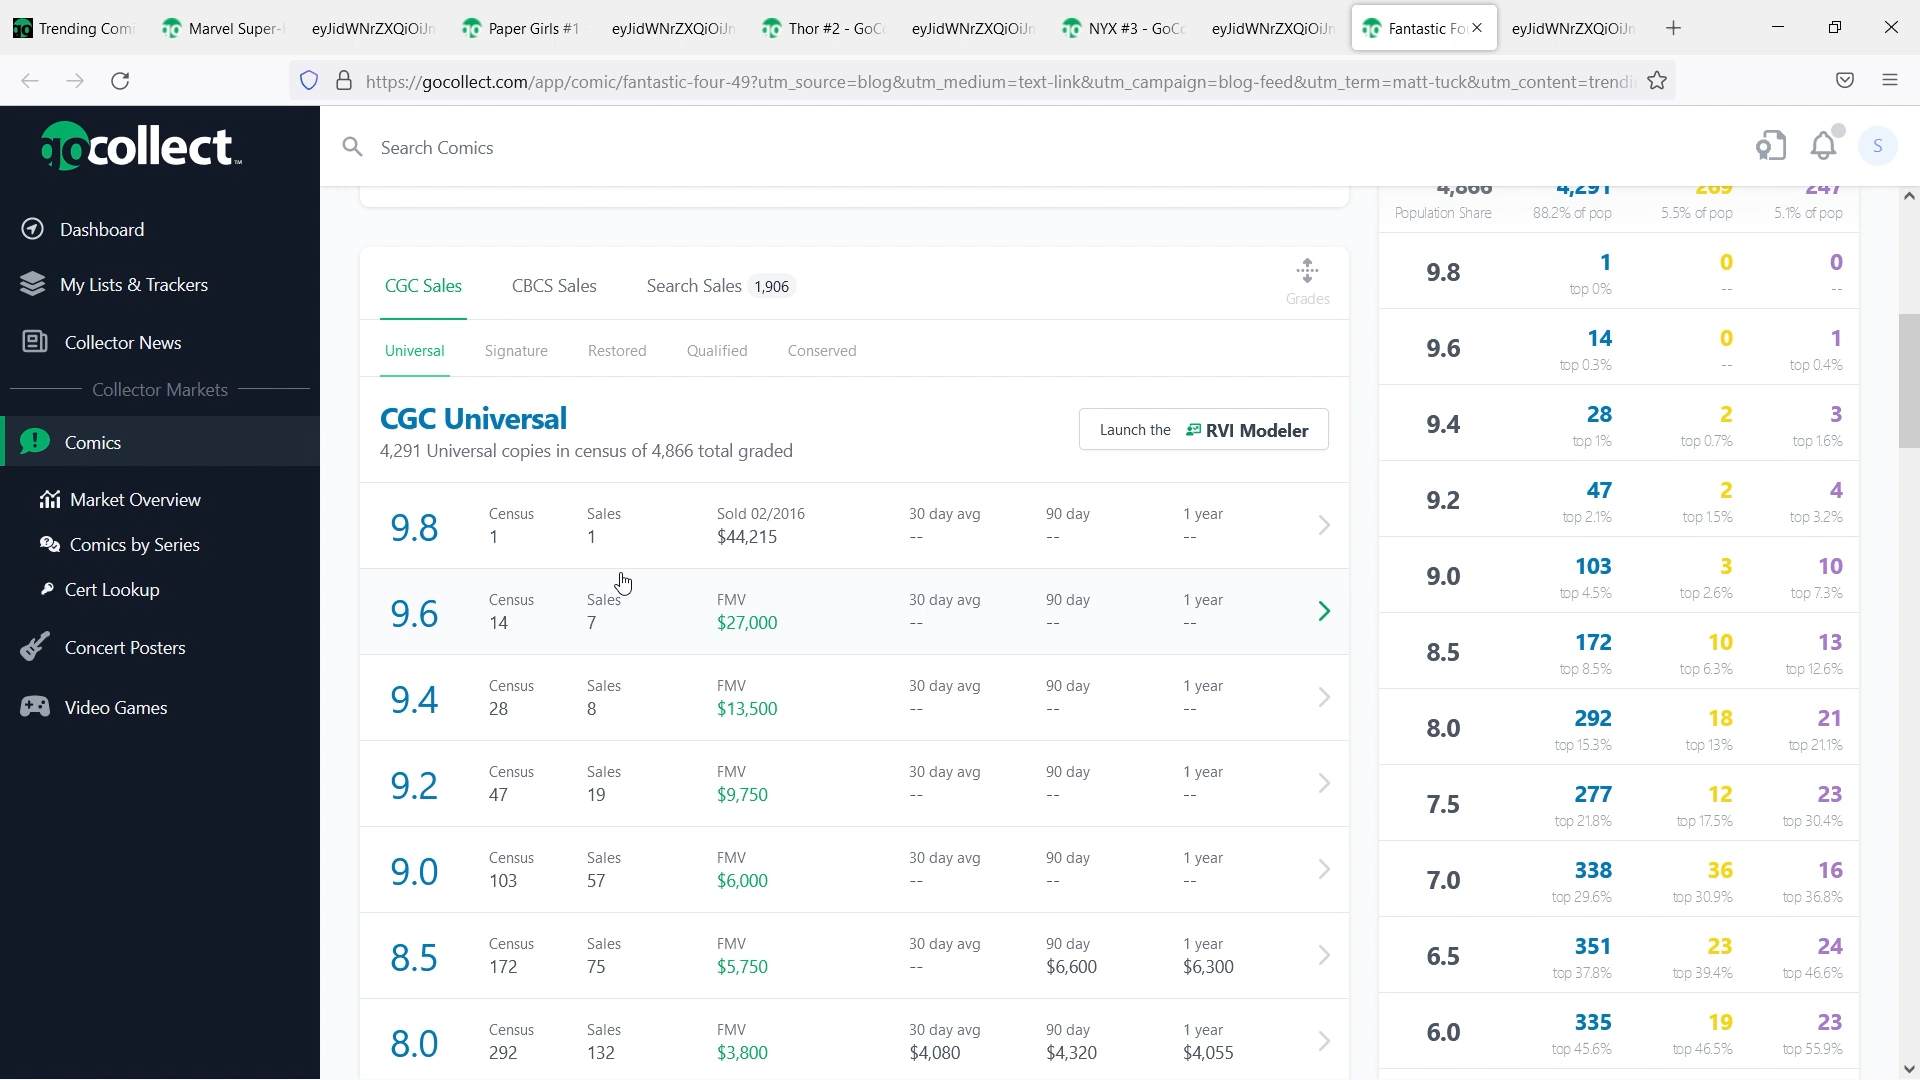 Trending Com
Marvel Super-
eyJidWNrZXQiOiJn
Paper Girls #1
eyJidWNrZXQiOiJn
Thor #2 - GoCo
eyJidWNrZXQiOiJn
NYX #3 - GoCo
eyJidWNrZXQiOiJn
Fantastic Fou
eyJidWNrZXQiOiJn
https://gocollect.com/app/comic/fantastic-four-49?utm_source=blog&utm_medium=text-link&utm_campaign=blog-feed&utm_term=matt-tuck&utm_content=trendi
gocollect™
Search Comics
S
Dashboard
My Lists & Trackers
Collector News
Collector Markets
Comics
Market Overview
Comics by Series
Cert Lookup
Concert Posters
Video Games
CGC Sales CBCS Sales Search Sales 1,906
Grades
Universal Signature Restored Qualified Conserved
CGC Universal
4,291 Universal copies in census of 4,866 total graded
Launch the RVI Modeler
9.8 Census Sales Sold 02/2016 30 day avg 90 day 1 year
1 1 $44,215 -- -- --
9.6 Census Sales FMV 30 day avg 90 day 1 year
14 7 $27,000 -- -- --
9.4 Census Sales FMV 30 day avg 90 day 1 year
28 8 $13,500 -- -- --
9.2 Census Sales FMV 30 day avg 90 day 1 year
47 19 $9,750 -- -- --
9.0 Census Sales FMV 30 day avg 90 day 1 year
103 57 $6,000 -- -- --
8.5 Census Sales FMV 30 day avg 90 day 1 year
172 75 $5,750 -- $6,600 $6,300
8.0 Census Sales FMV 30 day avg 90 day 1 year
292 132 $3,800 $4,080 $4,320 $4,055
4,866 4,291 269 247
Population Share 88.2% of pop 5.5% of pop 5.1% of pop
9.8 1 0 0
top 0% -- --
9.6 14 0 1
top 0.3% -- top 0.4%
9.4 28 2 3
top 1% top 0.7% top 1.6%
9.2 47 2 4
top 2.1% top 1.5% top 3.2%
9.0 103 3 10
top 4.5% top 2.6% top 7.3%
8.5 172 10 13
top 8.5% top 6.3% top 12.6%
8.0 292 18 21
top 15.3% top 13% top 21.1%
7.5 277 12 23
top 21.8% top 17.5% top 30.4%
7.0 338 36 16
top 29.6% top 30.9% top 36.8%
6.5 351 23 24
top 37.8% top 39.4% top 46.6%
6.0 335 19 23
top 45.6% top 46.5% top 55.9%